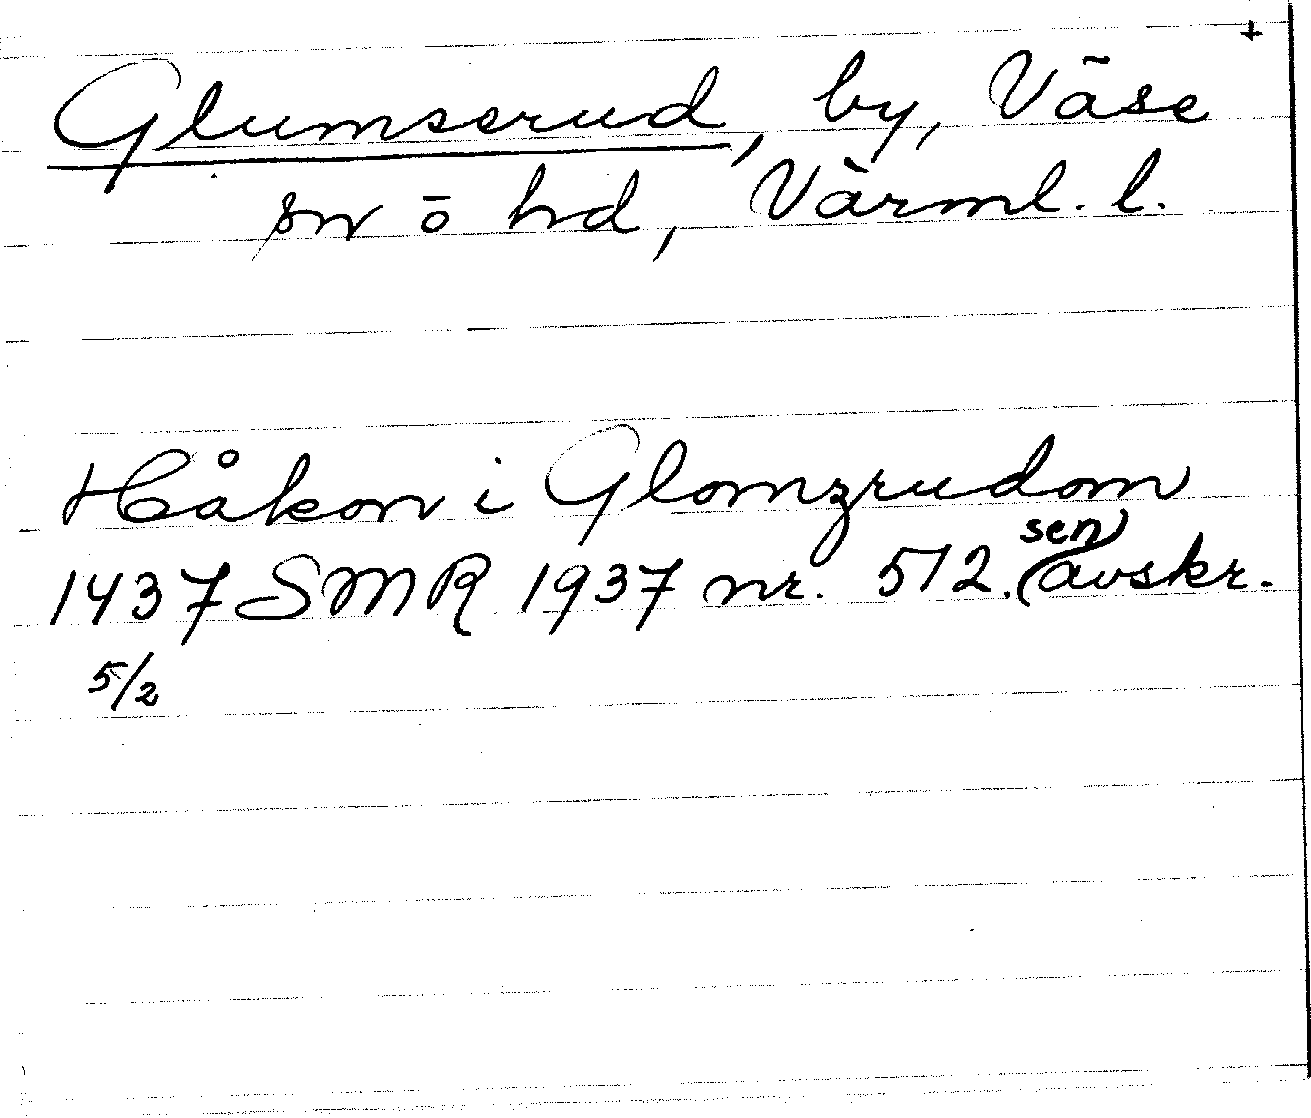 +
Glumserud, by, Väse
sn o hd, Värml. l.
Håkon i Glomzrudom
1437 SMR 1937 nr. 512. sen avskr.
5/2